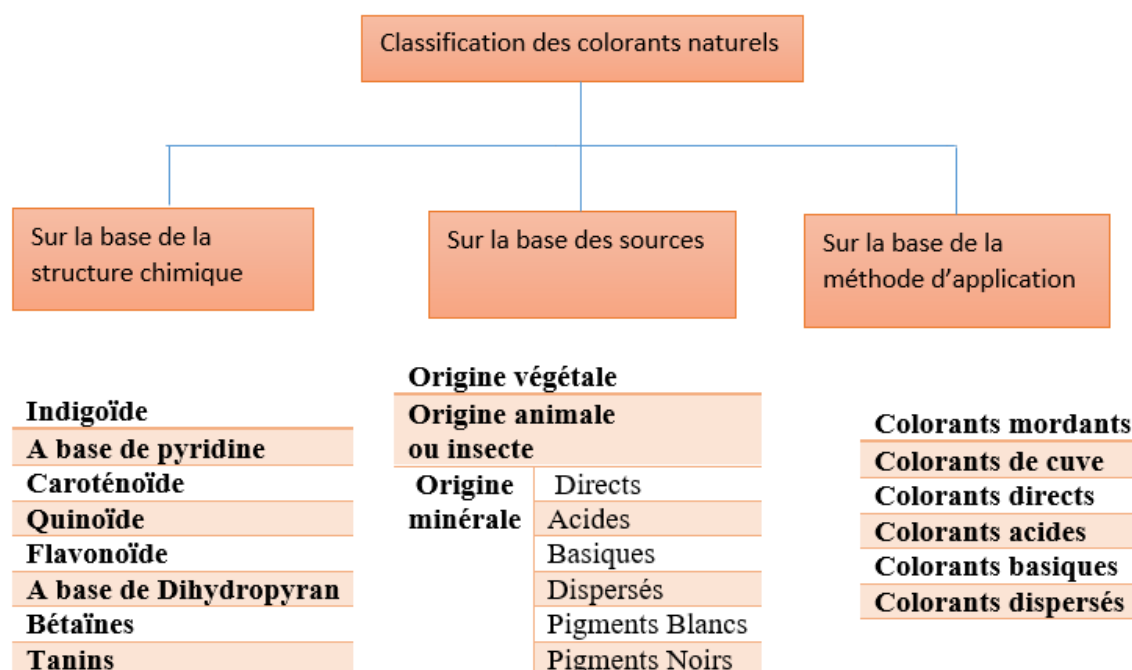 Classification des colorants naturels
Sur la base de la
structure chimique
Sur la base des sources
Sur la base de la
méthode d’application
Indigoïde
A base de pyridine
Caroténoïde
Quinoïde
Flavonoïde
A base de Dihydropyran
Bétaïnes
Tanins
Origine végétale
Origine animale
ou insecte
Origine
minérale
Directs
Acides
Basiques
Dispersés
Pigments Blancs
Pigments Noirs
Colorants mordants
Colorants de cuve
Colorants directs
Colorants acides
Colorants basiques
Colorants dispersés